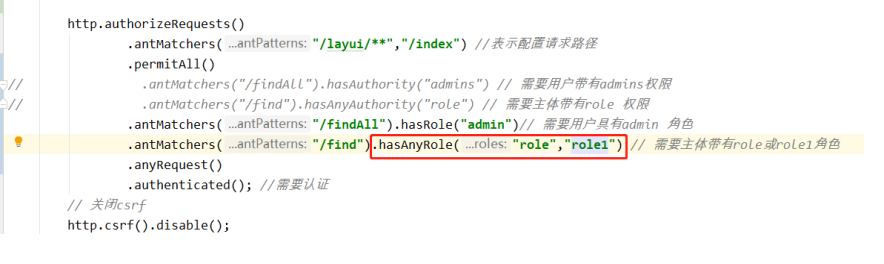 http.authorizeRequests()
.antMatchers( ...antPatterns: "/layui/**","/index") //表示配置请求路径
.permitAll()
// .antMatchers("/findAll").hasAuthority("admins") // 需要用户带有admins权限
// .antMatchers("/find").hasAnyAuthority("role") // 需要主体带有role 权限
.antMatchers( ...antPatterns: "/findAll").hasRole("admin")// 需要用户具有admin 角色
.antMatchers( ...antPatterns: "/find").hasAnyRole( ...roles: "role","role1") // 需要主体带有role或role1角色
.anyRequest()
.authenticated(); //需要认证
// 关闭csrf
http.csrf().disable();